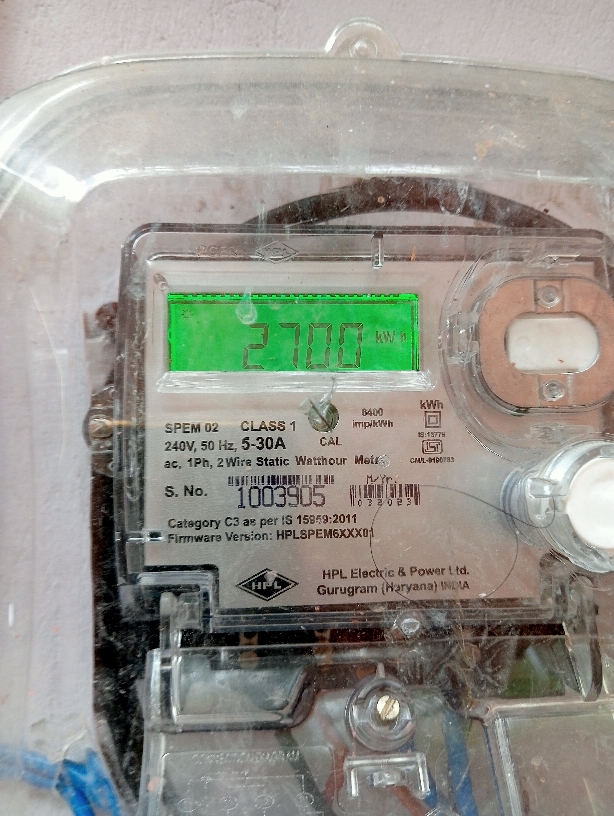 2700 kWh
SPEM 02 CLASS 1
240V, 50 Hz, 5-30A
CAL
6400
imp/kWh
kWh
IS:13779
ac, 1Ph, 2 Wire Static Watthour Meter
S. No. 1003905
Category C3 as per IS 15959:2011
Firmware Version: HPLSPEM6XXX01
HPL
HPL Electric & Power Ltd.
Gurugram (Haryana) INDIA